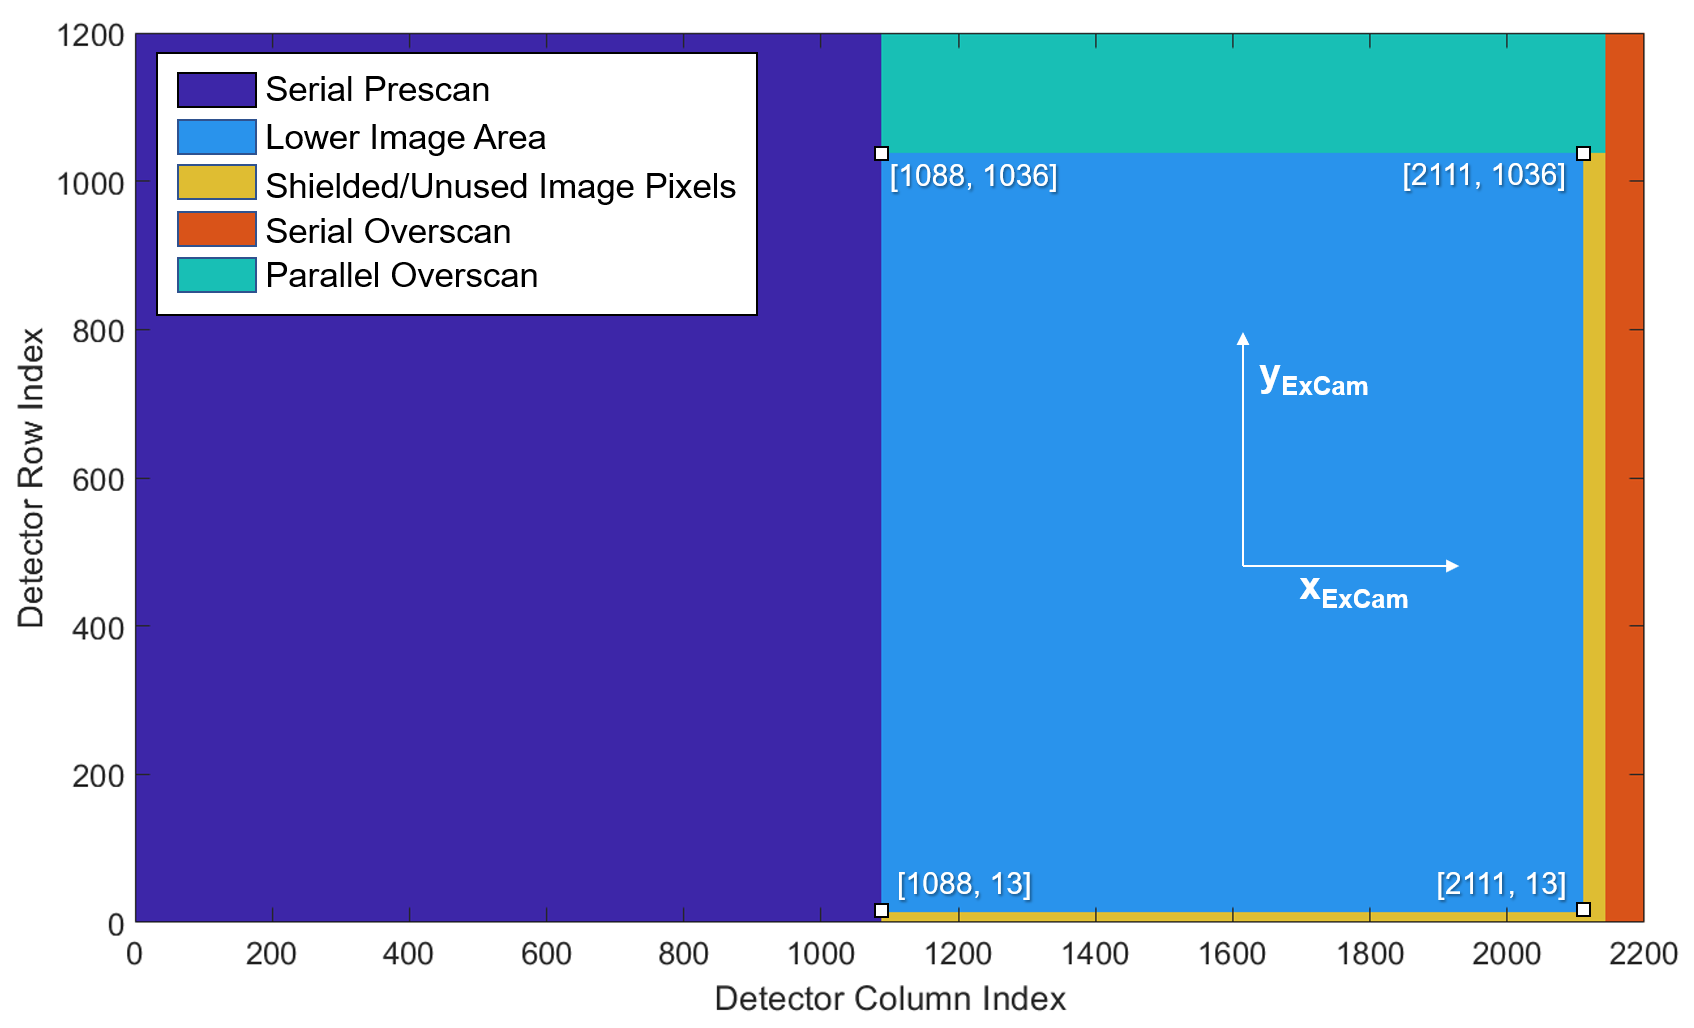 1200
1000
800
600
400
200
0
Detector Row Index
Serial Prescan
Lower Image Area
Shielded/Unused Image Pixels
Serial Overscan
Parallel Overscan
[1088, 1036]
[2111, 1036]
yExCam
xExCam
[1088, 13]
[2111, 13]
0 200 400 600 800 1000 1200 1400 1600 1800 2000 2200
Detector Column Index